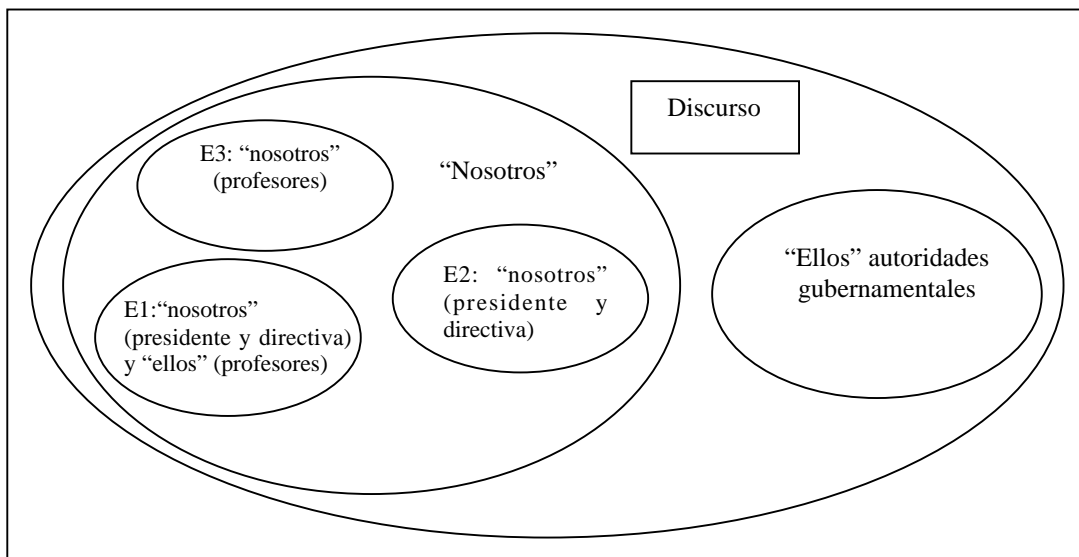 Discurso
E3: “nosotros”
(profesores)
“Nosotros”
E1:“nosotros”
(presidente y directiva)
y “ellos” (profesores)
E2: “nosotros”
(presidente y
directiva)
“Ellos” autoridades
gubernamentales